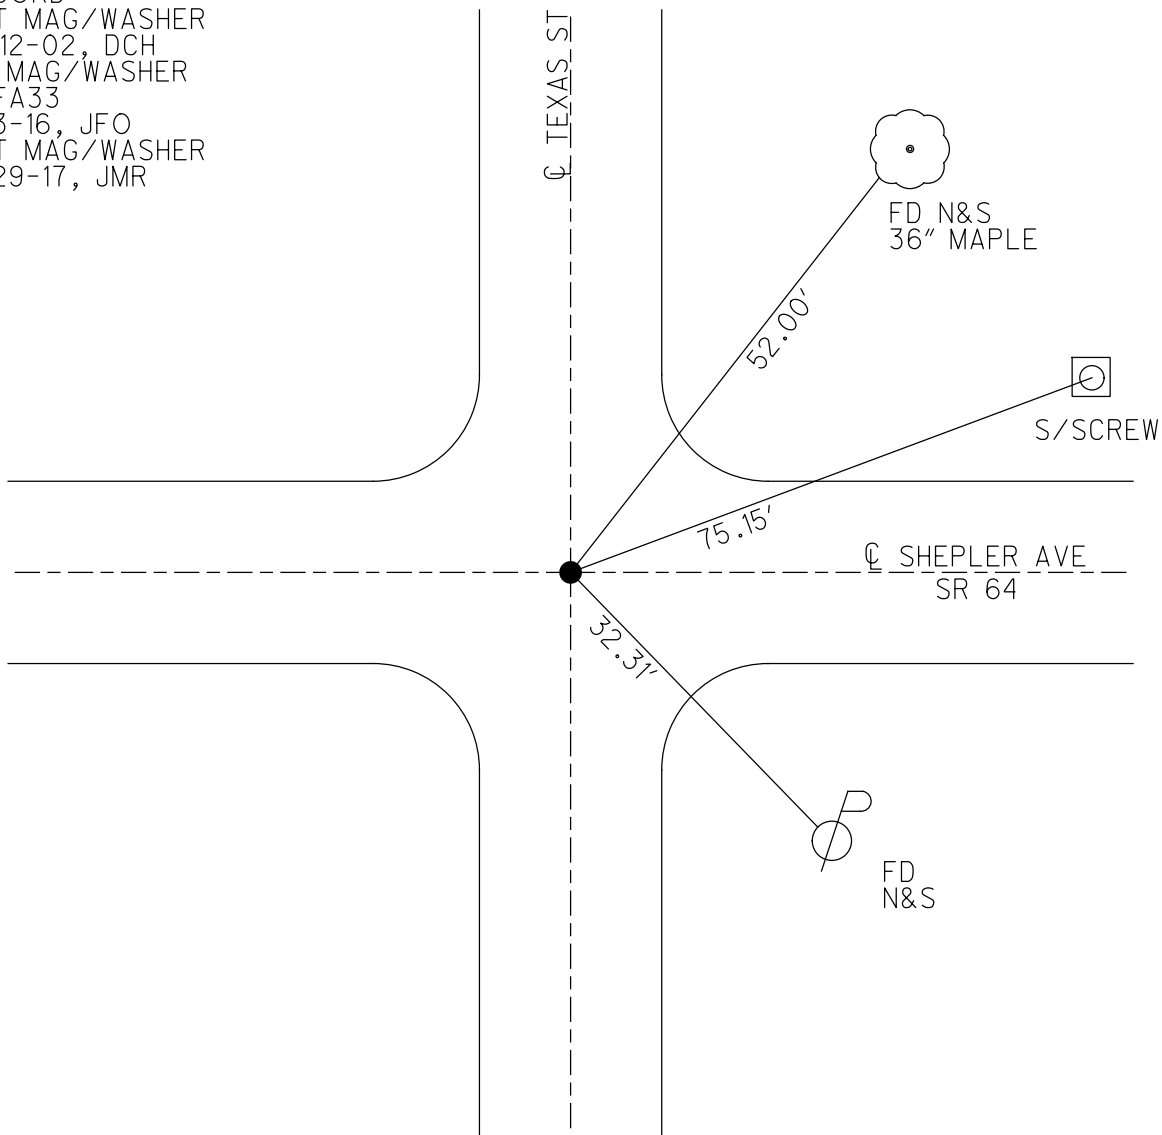 T MAG/WASHER
12-02, DCH
MAG/WASHER
FA33
3-16, JFO
T MAG/WASHER
29-17, JMR
℄ TEXAS ST
FD N&S
36" MAPLE
52.00'
S/SCREW
75.15'
℄ SHEPLER AVE
SR 64
32.31'
FD
N&S